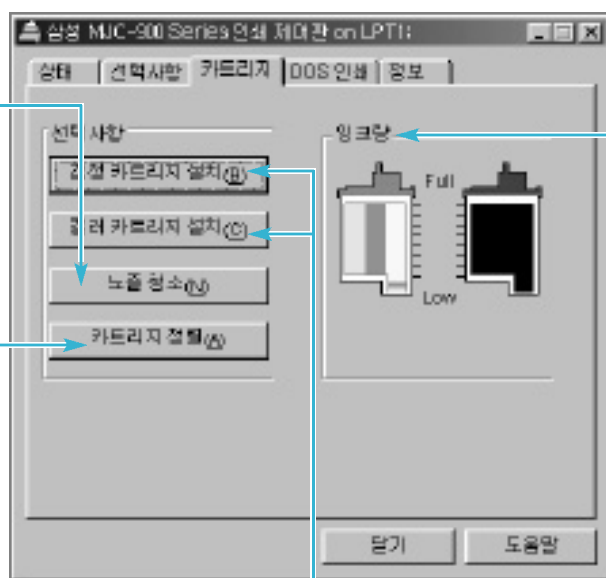 삼성 MJC-900 Series 인쇄 제어판 on LPT1:
상태 선택사항 카트리지 DOS 인쇄 정보
선택사항
검정 카트리지 설치(B)
컬러 카트리지 설치(C)
노즐 청소(N)
카트리지 정렬(A)
잉크량
Full
Low
닫기 도움말